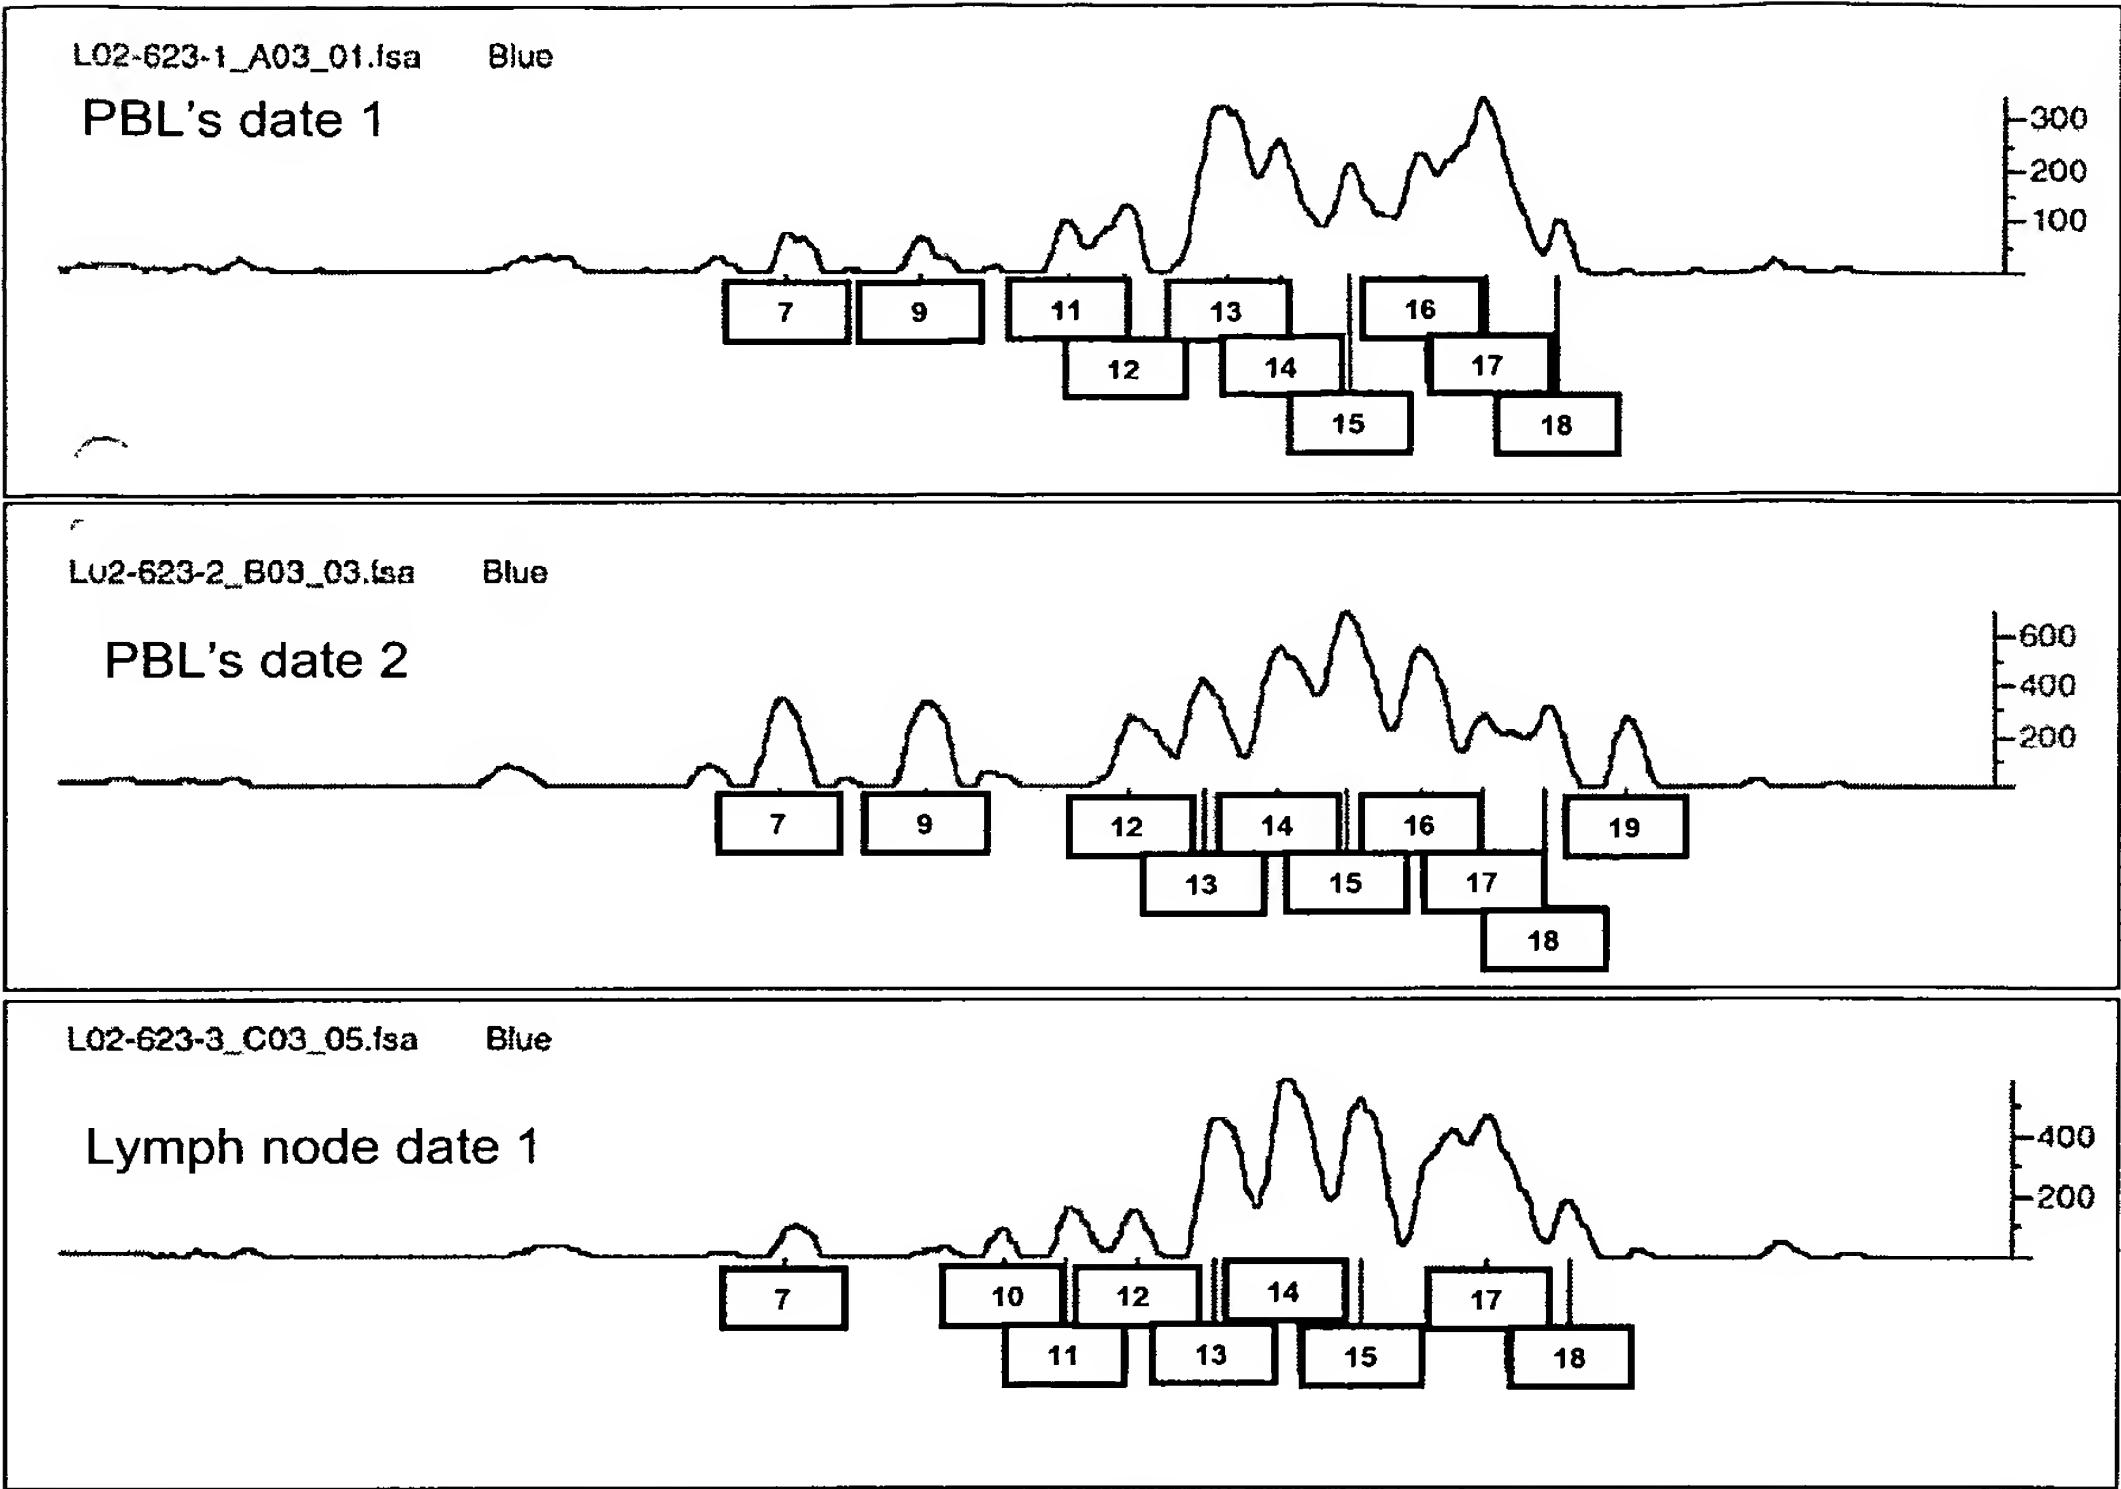 L02-623-1_A03_01.fsa Blue
PBL's date 1
300
200
100
7 9 11 13 16
12 14 17
15 18
Lu2-623-2_B03_03.fsa Blue
PBL's date 2
600
400
200
7 9 12 14 16 19
13 15 17
18
L02-623-3_C03_05.fsa Blue
Lymph node date 1
400
200
7 10 12 14 17
11 13 15 18